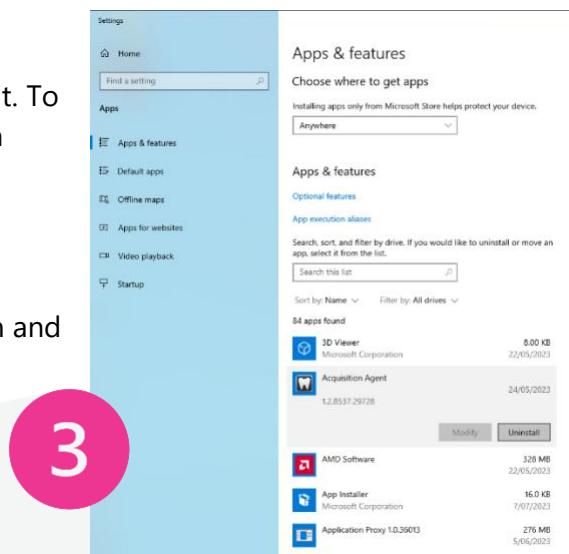 t. To
n and
3
Settings
Home
Find a setting
Apps
Apps & features
Default apps
Offline maps
Apps for websites
Video playback
Startup
Apps & features
Choose where to get apps
Installing apps only from Microsoft Store helps protect your device.
Anywhere
Apps & features
Optional features
App execution aliases
Search, sort, and filter by drive. If you would like to uninstall or move an
app, select it from the list.
Search this list
Sort by: Name Filter by: All drives
84 apps found
3D Viewer 8.00 KB
Microsoft Corporation 22/05/2023
Acquisition Agent
24/05/2023
1.2.8537.29728
Modify Uninstall
AMD Software 328 MB
22/05/2023
App Installer 16.0 KB
Microsoft Corporation 7/07/2023
Application Proxy 1.0.36013 276 MB
5/06/2023